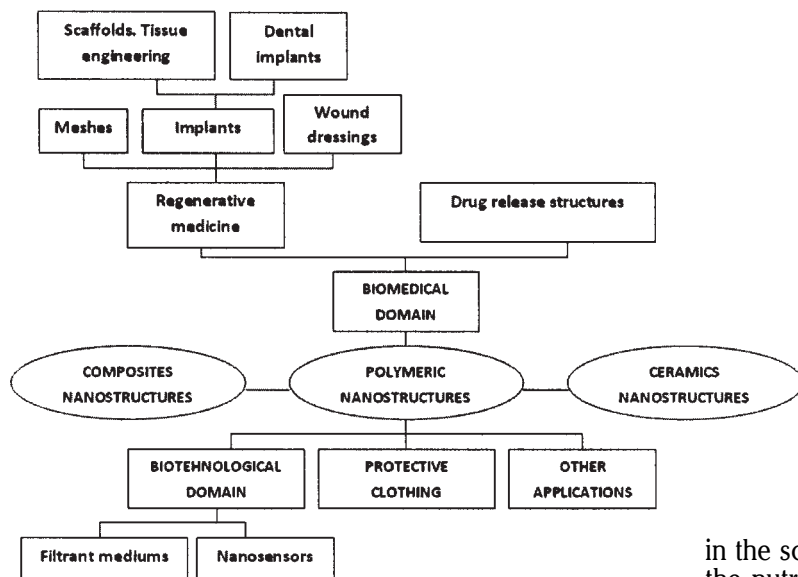 Scaffolds. Tissue
engineering
Dental
implants
Meshes
Implants
Wound
dressings
Regenerative
medicine
Drug release structures
BIOMEDICAL
DOMAIN
COMPOSITES
NANOSTRUCTURES
POLYMERIC
NANOSTRUCTURES
CERAMICS
NANOSTRUCTURES
BIOTEHNOLOGICAL
DOMAIN
PROTECTIVE
CLOTHING
OTHER
APPLICATIONS
Filtrant mediums
Nanosensors
in the